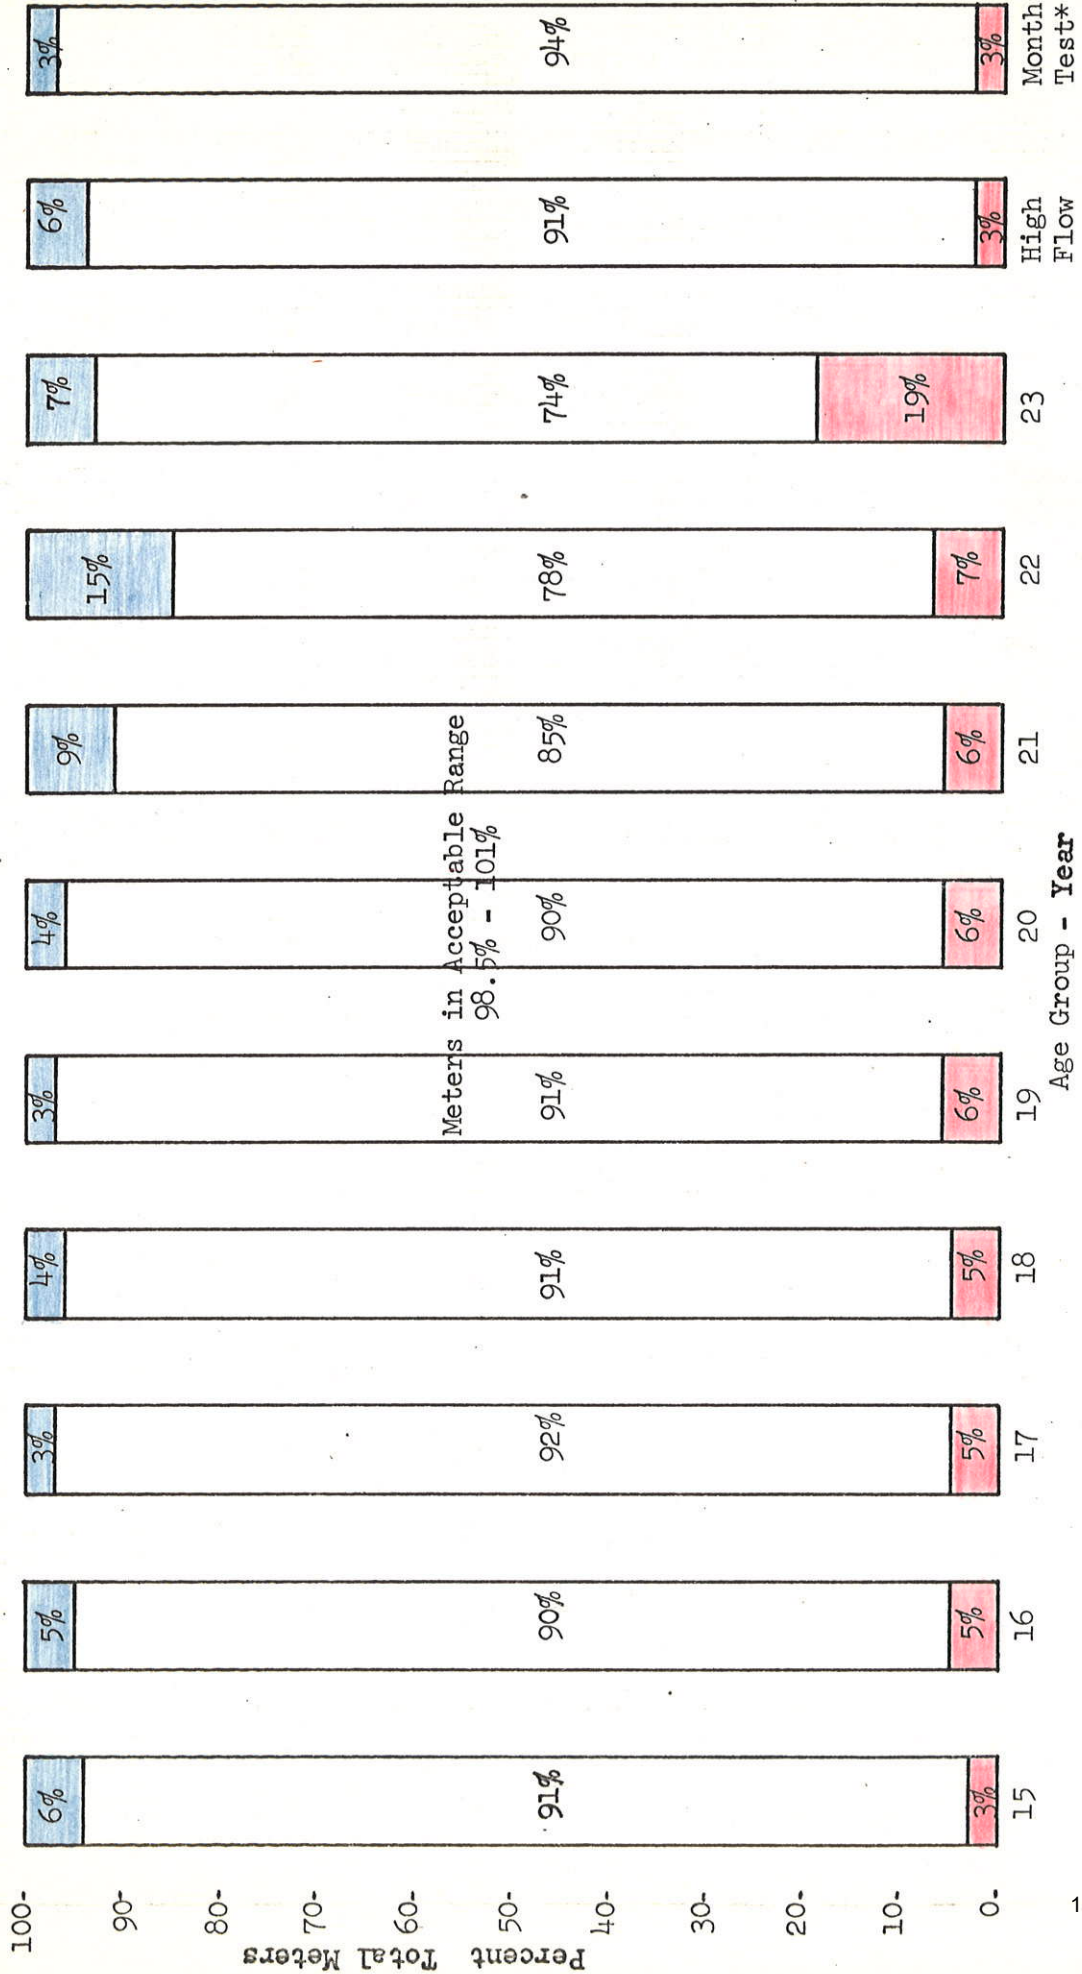 100-
90-
80-
70-
60-
50-
40-
30-
20-
10-
0-
Percent Total Meters
6% 5% 3% 4% 3% 4% 9% 15% 7% 6% 3%
Meters in Acceptable Range
98.5% - 101%
91% 90% 92% 91% 91% 90% 85% 78% 74% 91% 94%
3% 5% 5% 5% 6% 6% 6% 7% 19% 3% 3%
15 16 17 18 19 20 21 22 23 High Month
Flow Test*
Age Group - Year
1